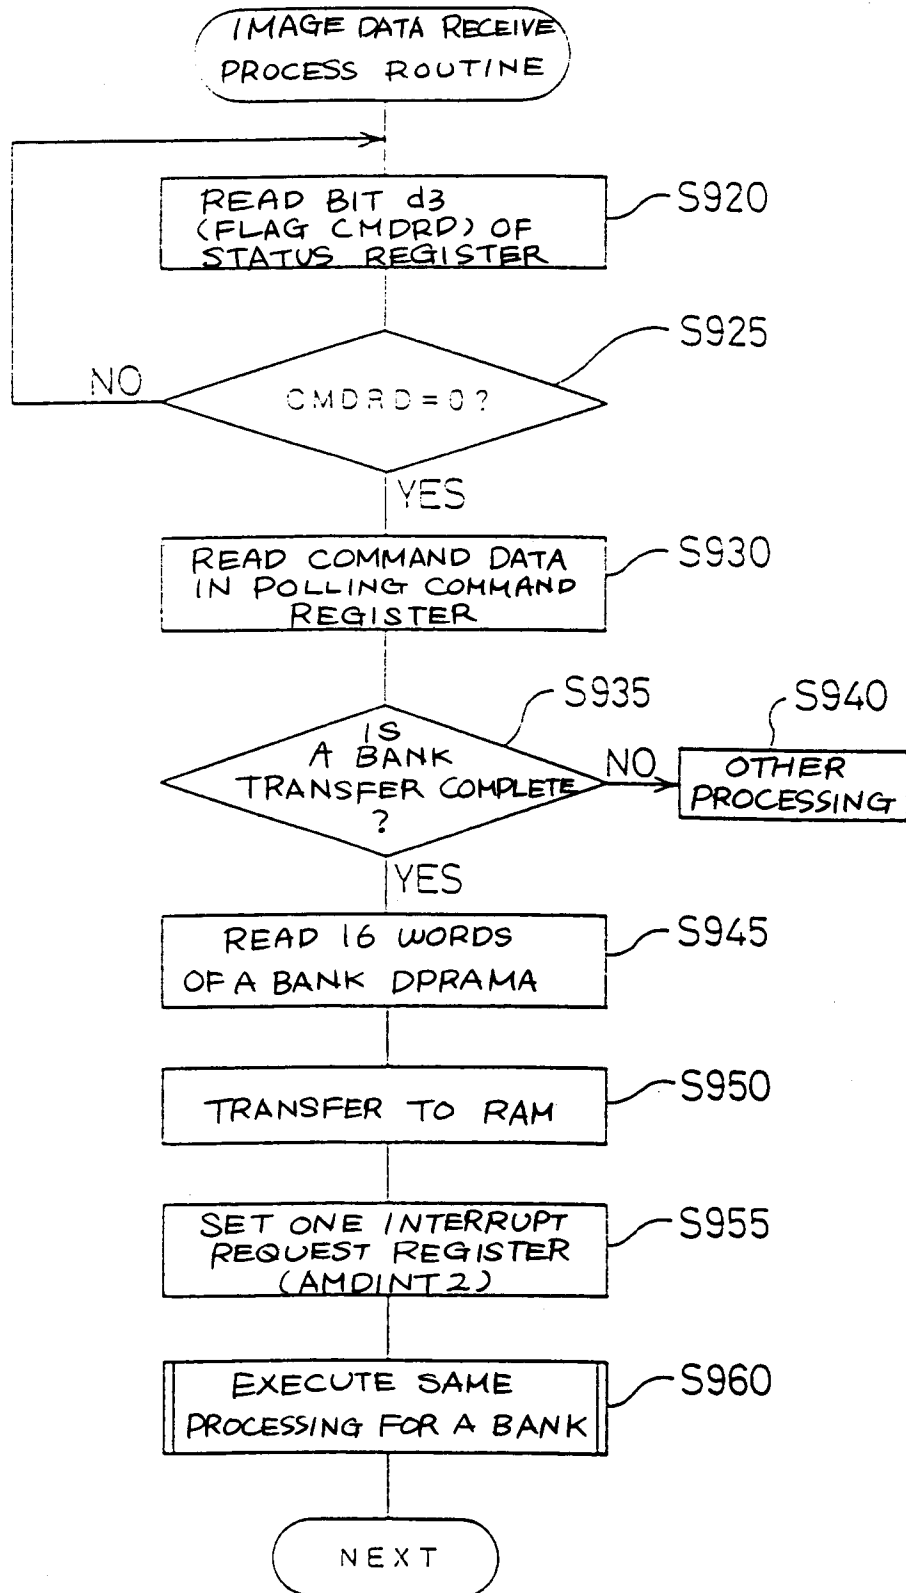 IMAGE DATA RECEIVE
PROCESS ROUTINE
READ BIT d3
(FLAG CMDRD) OF
STATUS REGISTER
S920
S925
NO
CMDRD=0?
YES
READ COMMAND DATA
IN POLLING COMMAND
REGISTER
S930
S935
IS
A BANK
TRANSFER COMPLETE
?
NO
S940
OTHER
PROCESSING
YES
READ 16 WORDS
OF A BANK DPRAMA
S945
TRANSFER TO RAM
S950
SET ONE INTERRUPT
REQUEST REGISTER
(AMDINT2)
S955
EXECUTE SAME
PROCESSING FOR A BANK
S960
NEXT